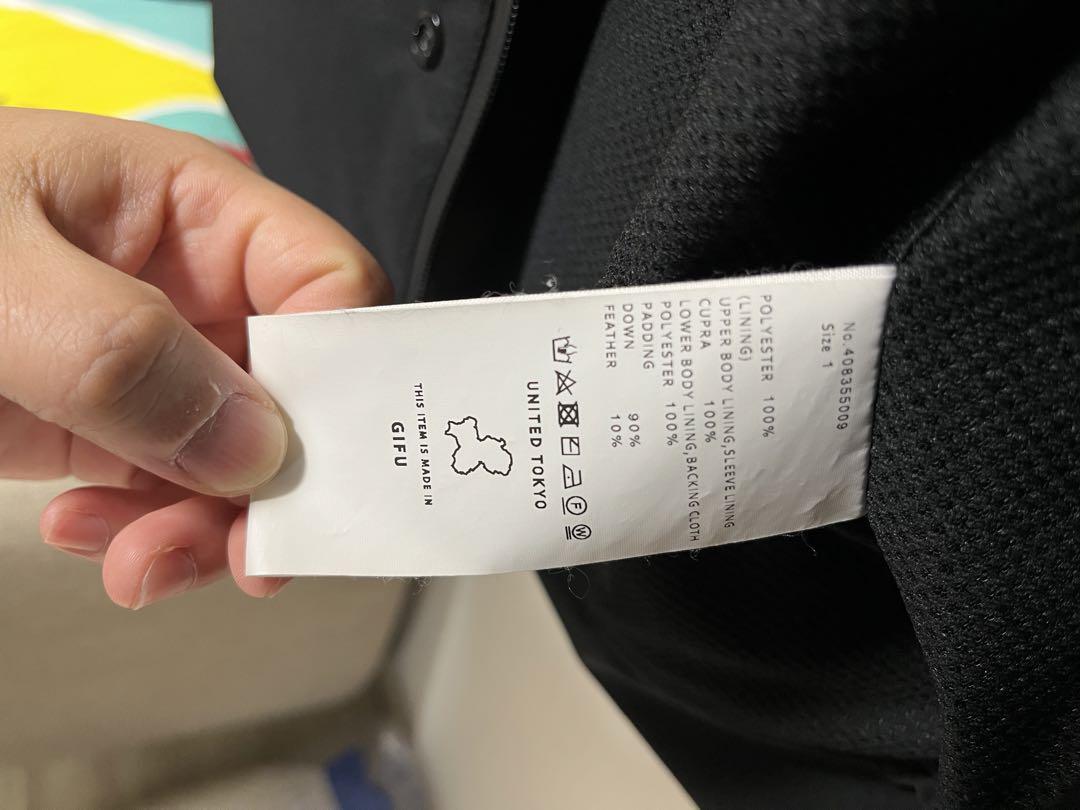 No.408355009
Size 1
POLYESTER 100%
(LINING)
UPPER BODY LINING,SLEEVE LINING
CUPRA 100%
LOWER BODY LINING,BACKING CLOTH
POLYESTER 100%
PADDING
DOWN 90%
FEATHER 10%
F W
UNITED TOKYO
THIS ITEM IS MADE IN
GIFU